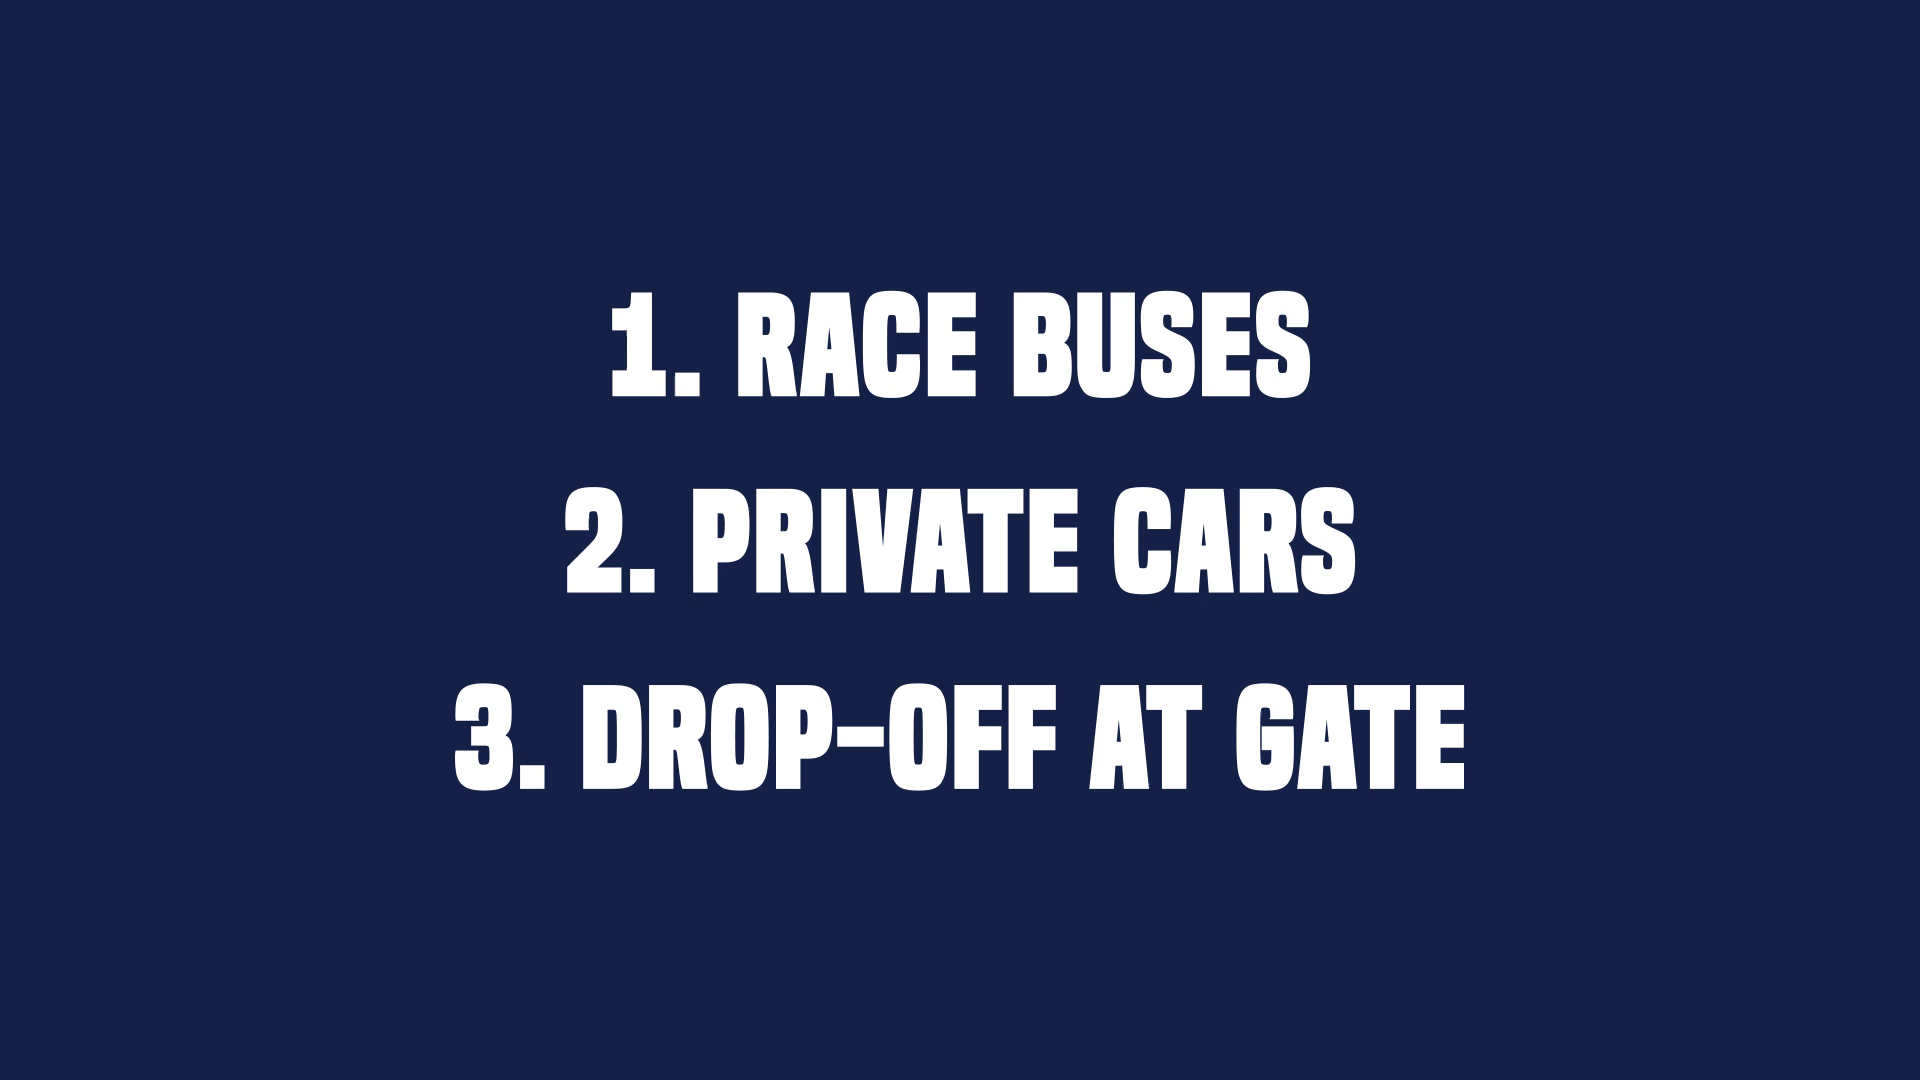 1. RACE BUSES
2. PRIVATE CARS
3. DROP-OFF AT GATE